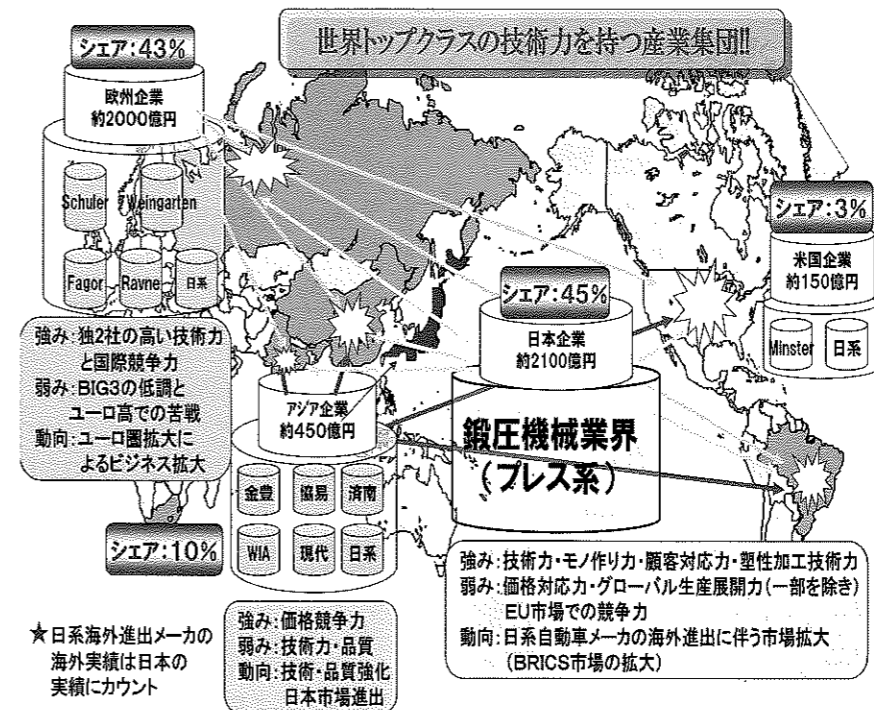 世界トップクラスの技術力を持つ産業集団!!
シェア:43%
欧州企業
約2000億円
Schuler
Weingarten
Fagor
Ravne
日系
強み:独2社の高い技術力
と国際競争力
弱み:BIG3の低調と
ユーロ高での苦戦
動向:ユーロ圏拡大に
よるビジネス拡大
シェア:3%
米国企業
約150億円
Minster
日系
シェア:45%
日本企業
約2100億円
鍛圧機械業界
(プレス系)
アジア企業
約450億円
金豊
協易
済南
WIA
現代
日系
シェア:10%
強み:技術力・モノ作り力・顧客対応力・塑性加工技術力
弱み:価格対応力・グローバル生産展開力(一部を除き)
EU市場での競争力
動向:日系自動車メーカの海外進出に伴う市場拡大
(BRICS市場の拡大)
強み:価格競争力
弱み:技術力・品質
動向:技術・品質強化
日本市場進出
★日系海外進出メーカの
海外実績は日本の
実績にカウント